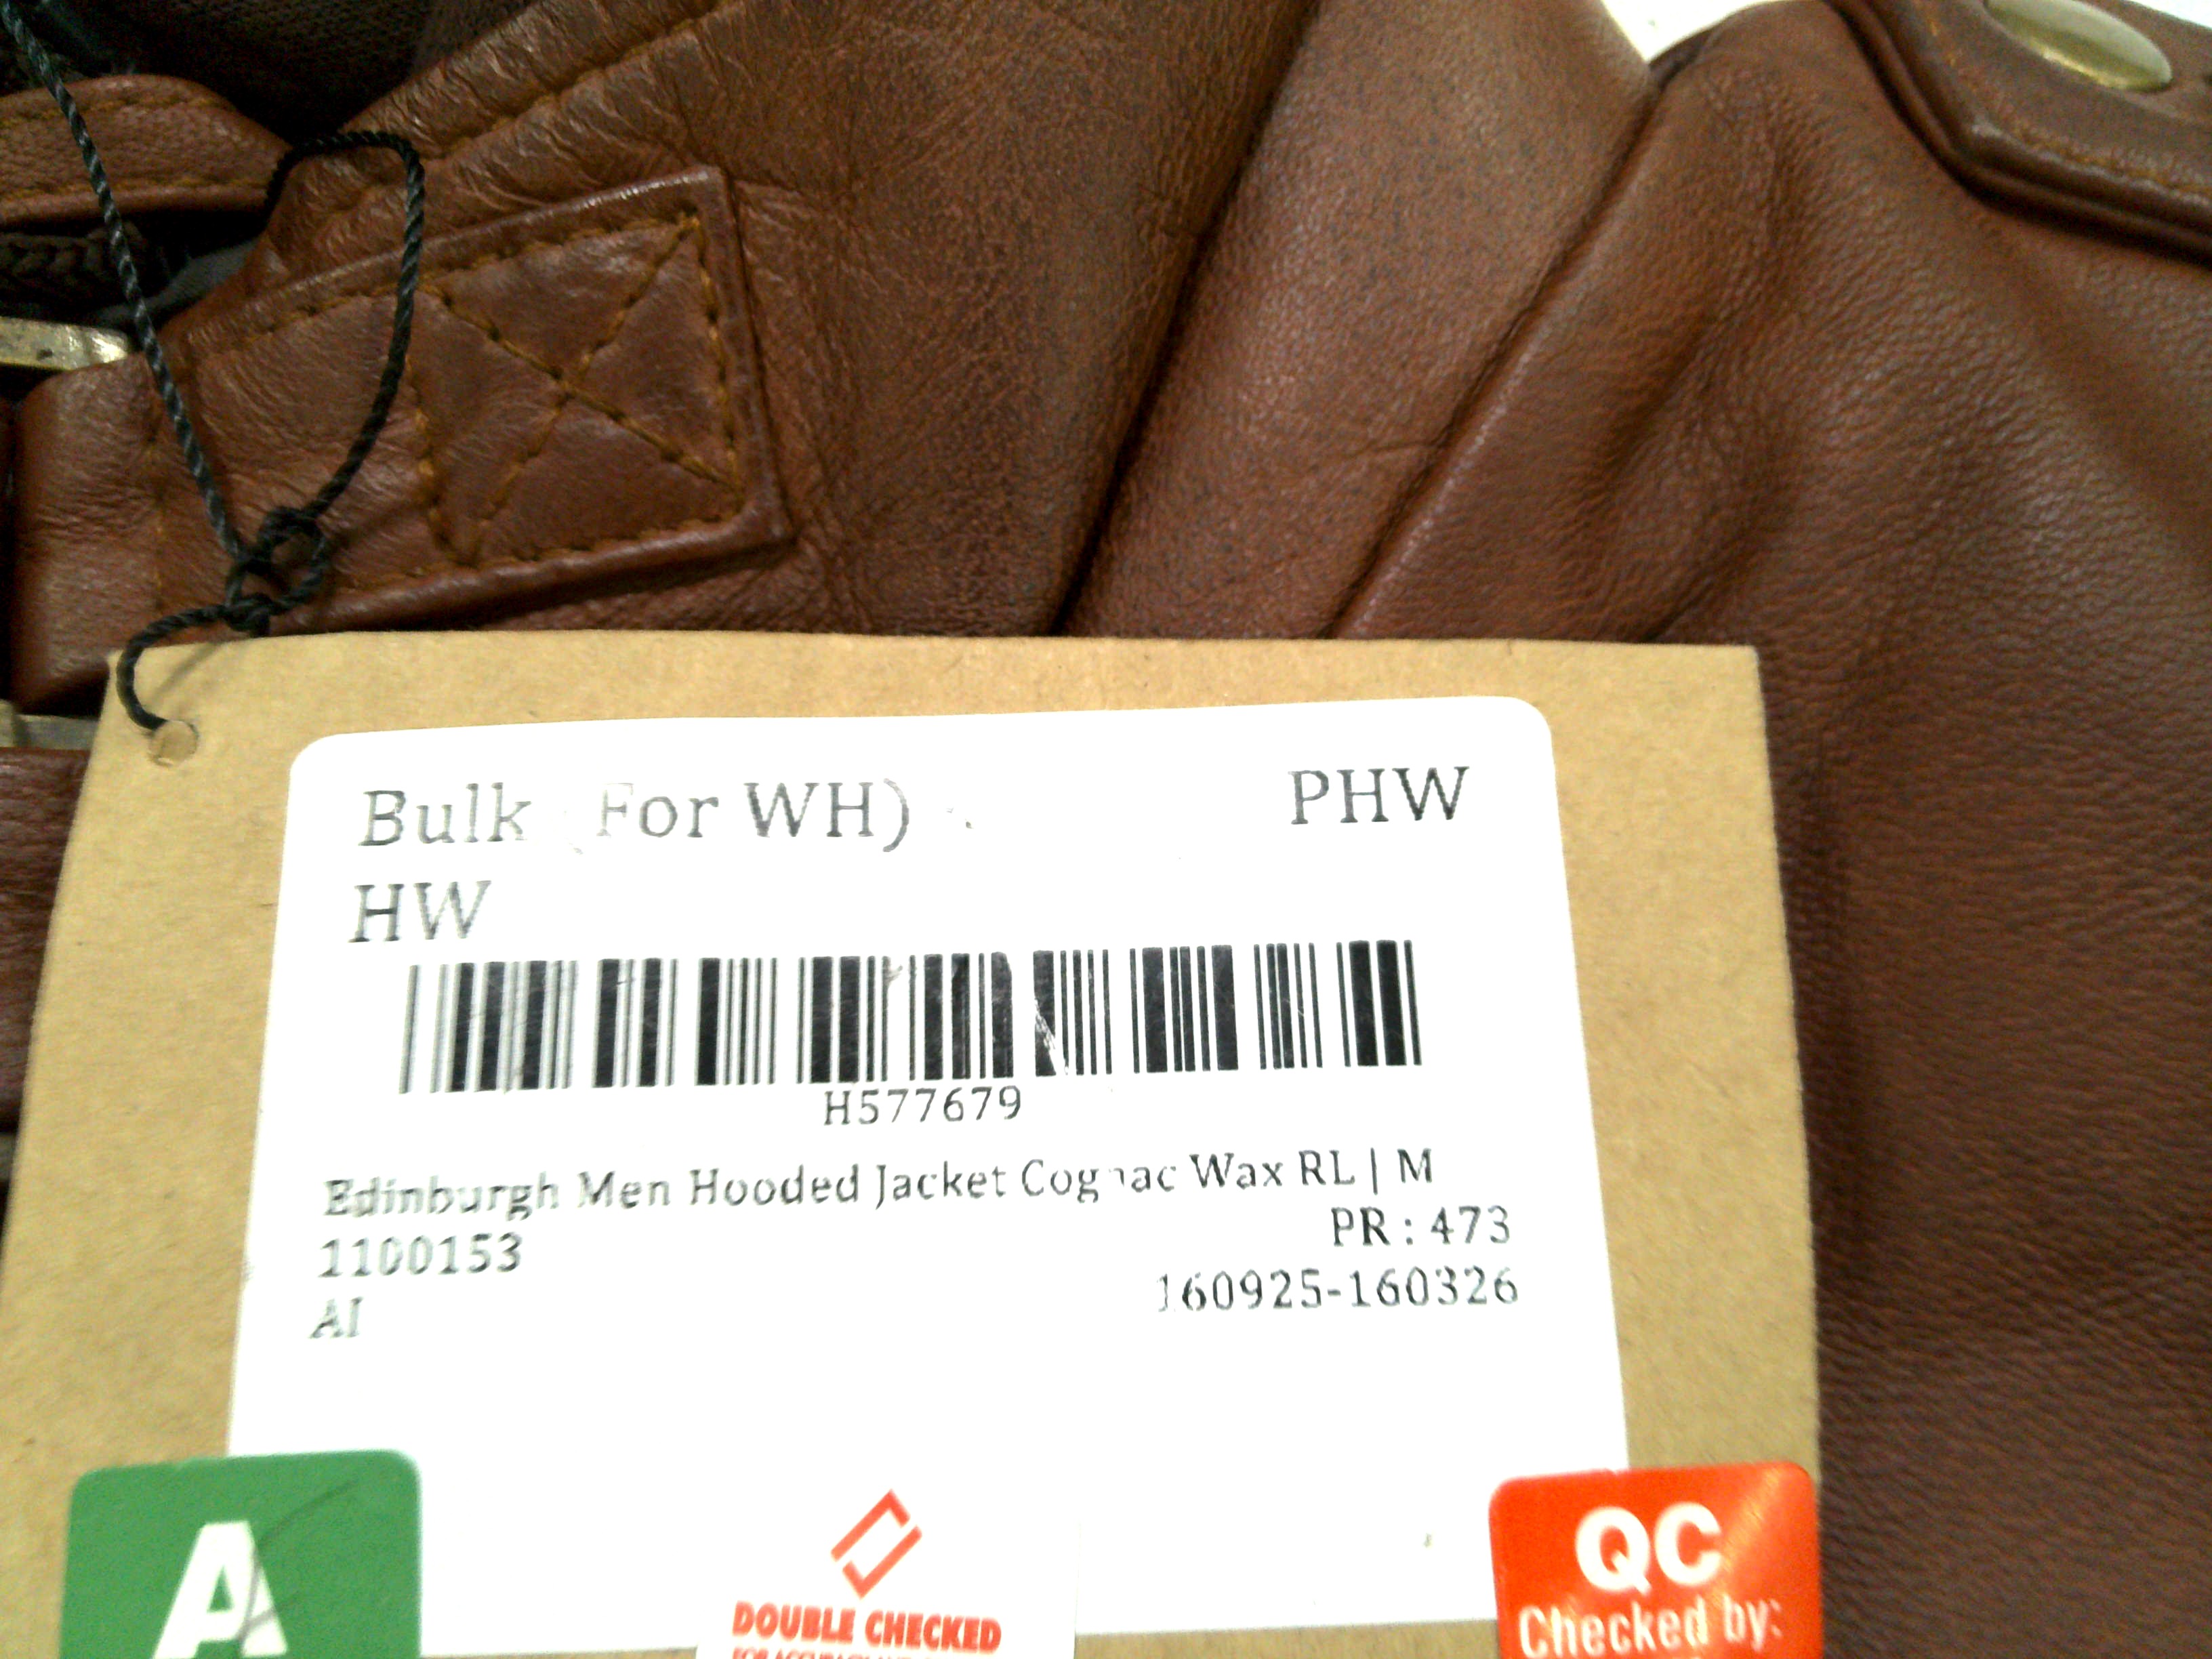 Bulk (For WH) PHW
HW
H577679
Edinburgh Men Hooded Jacket Cognac Wax RL | M
PR : 473
1100153
160925-160326
AI
A
DOUBLE CHECKED
QC
Checked by: